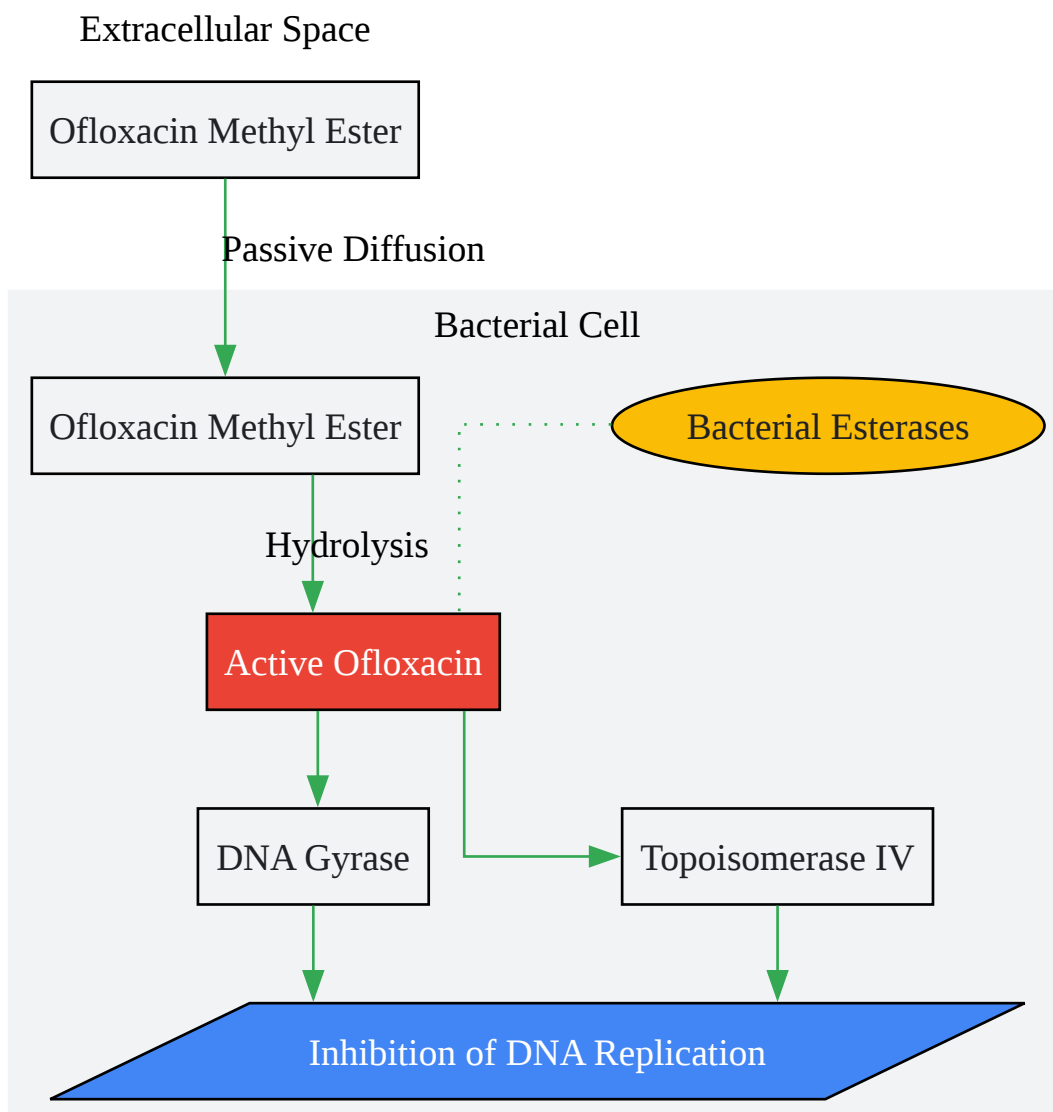 Extracellular Space
Ofloxacin Methyl Ester
Passive Diffusion
Bacterial Cell
Ofloxacin Methyl Ester
Bacterial Esterases
Hydrolysis
Active Ofloxacin
DNA Gyrase
Topoisomerase IV
Inhibition of DNA Replication